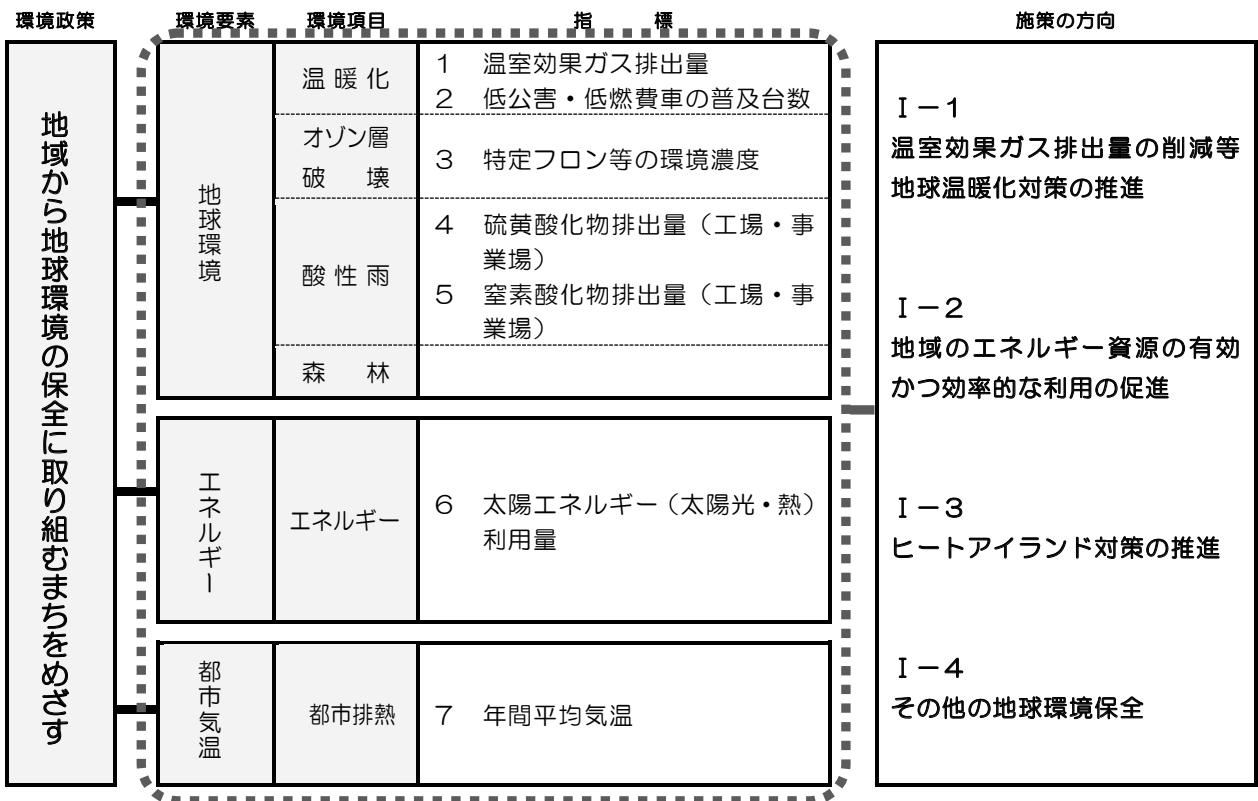 環境政策
環境要素
環境項目
指　標
施策の方向
地域から地球環境の保全に取り組むまちをめざす
地球環境
温暖化
１　温室効果ガス排出量
２　低公害・低燃費車の普及台数
オゾン層
破　壊
３　特定フロン等の環境濃度
酸性雨
４　硫黄酸化物排出量（工場・事
業場）
５　窒素酸化物排出量（工場・事
業場）
森　林
エネルギー
エネルギー
６　太陽エネルギー（太陽光・熱）
利用量
都市気温
都市排熱
７　年間平均気温
Ⅰ－１
温室効果ガス排出量の削減等
地球温暖化対策の推進
Ⅰ－２
地域のエネルギー資源の有効
かつ効率的な利用の促進
Ⅰ－３
ヒートアイランド対策の推進
Ⅰ－４
その他の地球環境保全